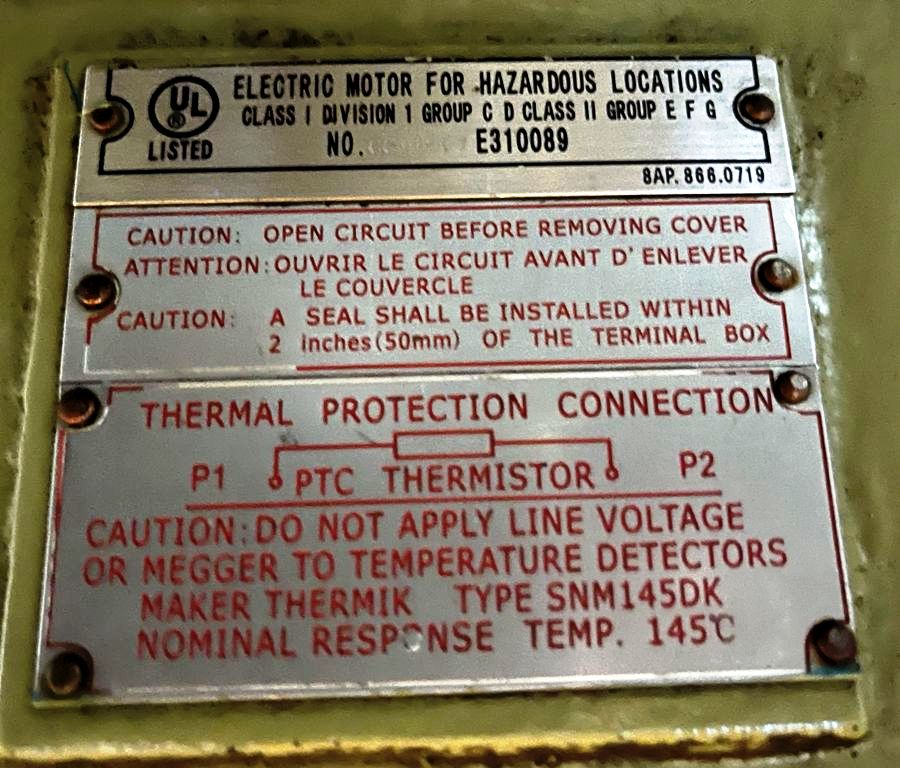 UL
®
LISTED
ELECTRIC MOTOR FOR HAZARDOUS LOCATIONS
CLASS I DIVISION 1 GROUP C D CLASS II GROUP E F G
NO. E310089
8AP. 866.0719
CAUTION: OPEN CIRCUIT BEFORE REMOVING COVER
ATTENTION: OUVRIR LE CIRCUIT AVANT D' ENLEVER
LE COUVERCLE
CAUTION: A SEAL SHALL BE INSTALLED WITHIN
2 inches(50mm) OF THE TERMINAL BOX
THERMAL PROTECTION CONNECTION
P1 PTC THERMISTOR P2
CAUTION: DO NOT APPLY LINE VOLTAGE
OR MEGGER TO TEMPERATURE DETECTORS
MAKER THERMIK TYPE SNM145DK
NOMINAL RESPONSE TEMP. 145℃